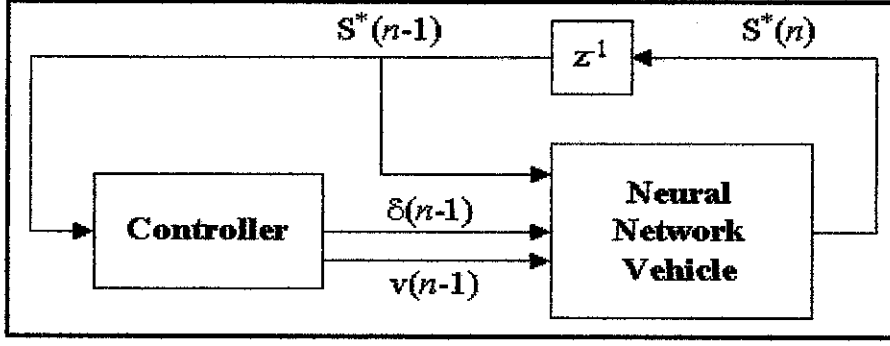 S*(n-1)
z-1
S*(n)
Controller
δ(n-1)
v(n-1)
Neural
Network
Vehicle